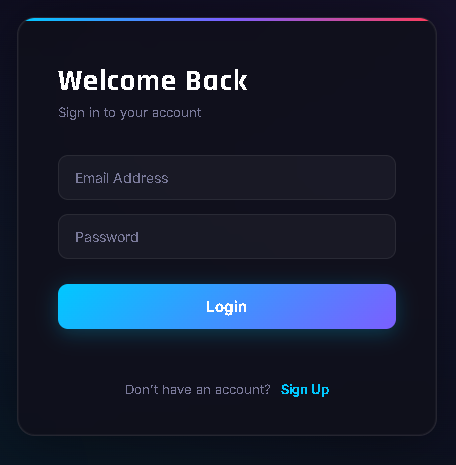 Welcome Back
Sign in to your account
Email Address
Password
Login
Don't have an account? Sign Up